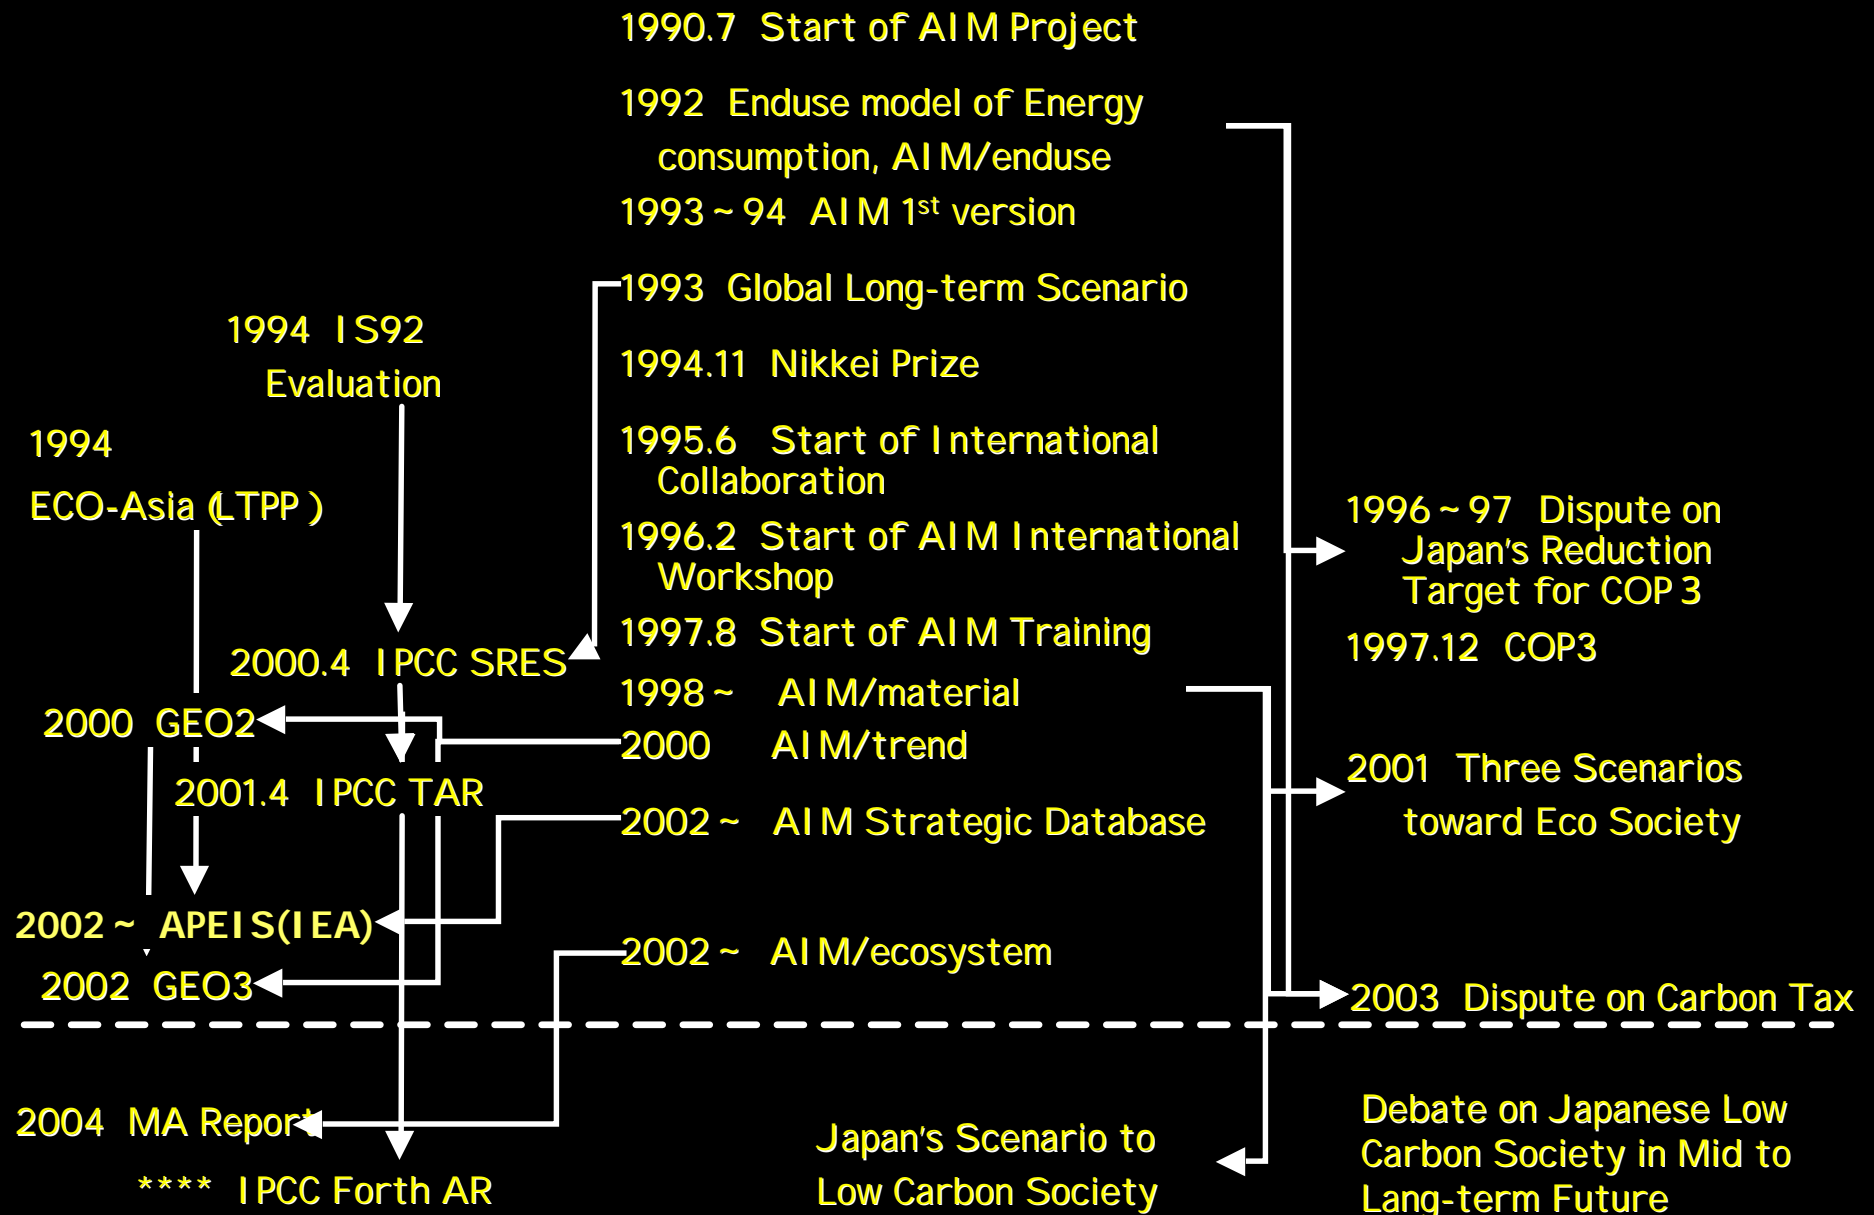 1990.7 Start of AIM Project
1992 Enduse model of Energy
consumption, AIM/enduse
1993~94 AIM 1st version
1993 Global Long-term Scenario
1994.11 Nikkei Prize
1995.6 Start of International
Collaboration
1996.2 Start of AIM International
Workshop
1997.8 Start of AIM Training
1998~ AIM/material
2000 AIM/trend
2002~ AIM Strategic Database
2002~ AIM/ecosystem
1994 IS92
Evaluation
1994
ECO-Asia (LTPP)
2000.4 IPCC SRES
2000 GEO2
2001.4 IPCC TAR
2002~ APEIS(IEA)
2002 GEO3
2004 MA Report
**** IPCC Forth AR
1996~97 Dispute on
Japan's Reduction
Target for COP3
1997.12 COP3
2001 Three Scenarios
toward Eco Society
2003 Dispute on Carbon Tax
Japan's Scenario to
Low Carbon Society
Debate on Japanese Low
Carbon Society in Mid to
Lang-term Future